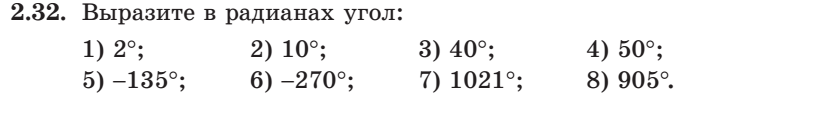 2.32. Выразите в радианах угол:
1) 2°; 2) 10°; 3) 40°; 4) 50°;
5) –135°; 6) –270°; 7) 1021°; 8) 905°.